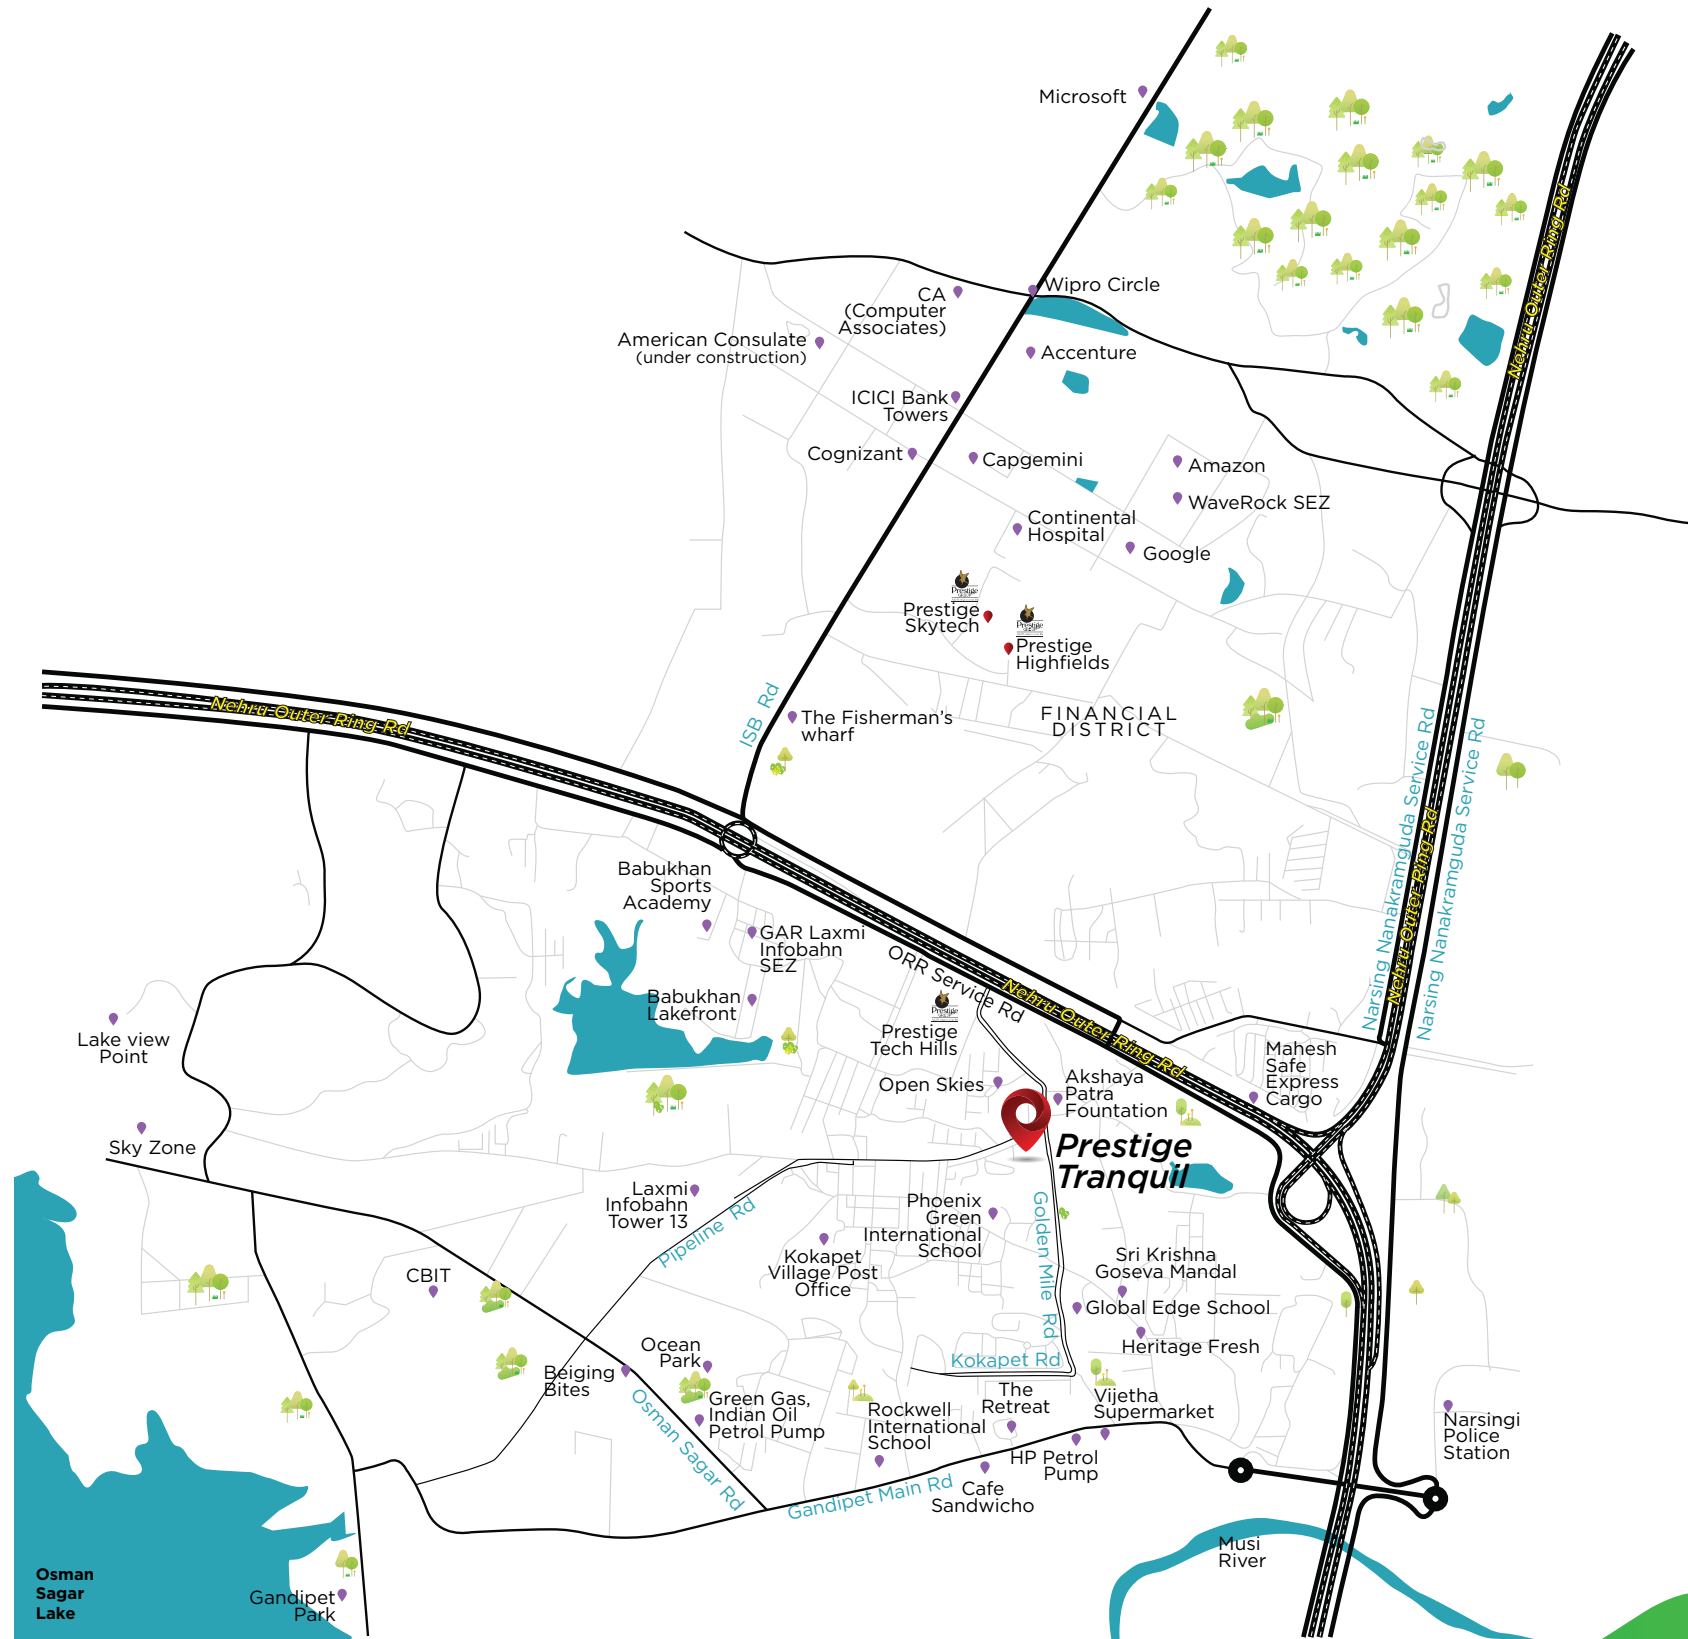 Microsoft
Nehru Outer Ring Rd
Wipro Circle
CA
(Computer
Associates)
American Consulate
(under construction)
Accenture
ICICI Bank
Towers
Cognizant
Capgemini
Amazon
WaveRock SEZ
Continental
Hospital
Google
Prestige
Prestige
Skytech
Prestige
Prestige
Highfields
ISB Rd
The Fisherman's
wharf
FINANCIAL
DISTRICT
Nehru Outer Ring Rd
Narsing Nanakramguda Service Rd
Nehru Outer Ring Rd
Narsing Nanakramguda Service Rd
Babukhan
Sports
Academy
GAR Laxmi
Infobahn
SEZ
ORR Service Rd
Nehru Outer Ring Rd
Babukhan
Lakefront
Prestige
Prestige
Tech Hills
Lake view
Point
Mahesh
Safe
Express
Cargo
Open Skies
Akshaya
Patra
Fountation
Sky Zone
Prestige
Tranquil
Laxmi
Infobahn
Tower 13
Pipeline Rd
Phoenix
Green
International
School
Golden Mile Rd
Kokapet
Village Post
Office
Sri Krishna
Goseva Mandal
CBIT
Global Edge School
Heritage Fresh
Ocean
Park
Kokapet Rd
Beiging
Bites
Osman Sagar Rd
Green Gas,
Indian Oil
Petrol Pump
The
Retreat
Vijetha
Supermarket
Rockwell
International
School
Narsingi
Police
Station
HP Petrol
Pump
Gandipet Main Rd
Cafe
Sandwicho
Musi
River
Osman
Sagar
Lake
Gandipet
Park